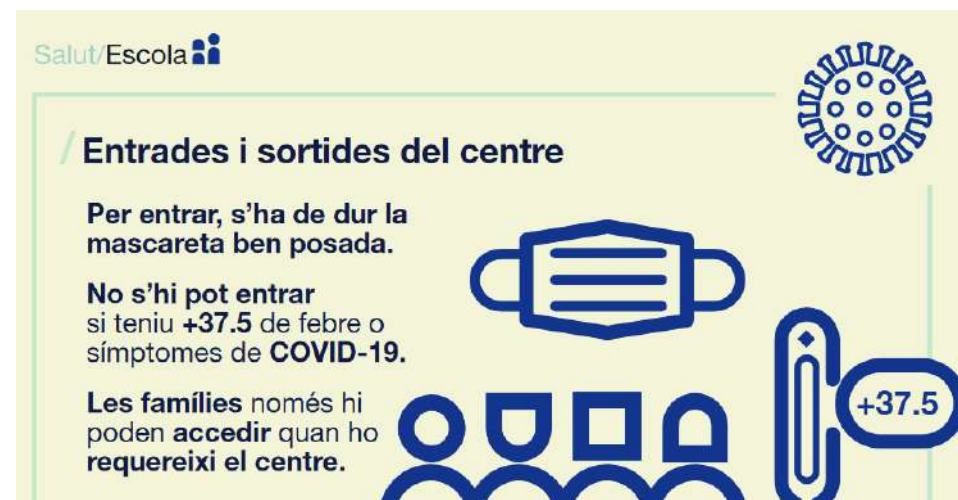 Salut/Escola
/ Entrades i sortides del centre
Per entrar, s'ha de dur la
mascareta ben posada.
No s'hi pot entrar
si teniu +37.5 de febre o
símptomes de COVID-19.
+37.5
Les famílies només hi
poden accedir quan ho
requereixi el centre.